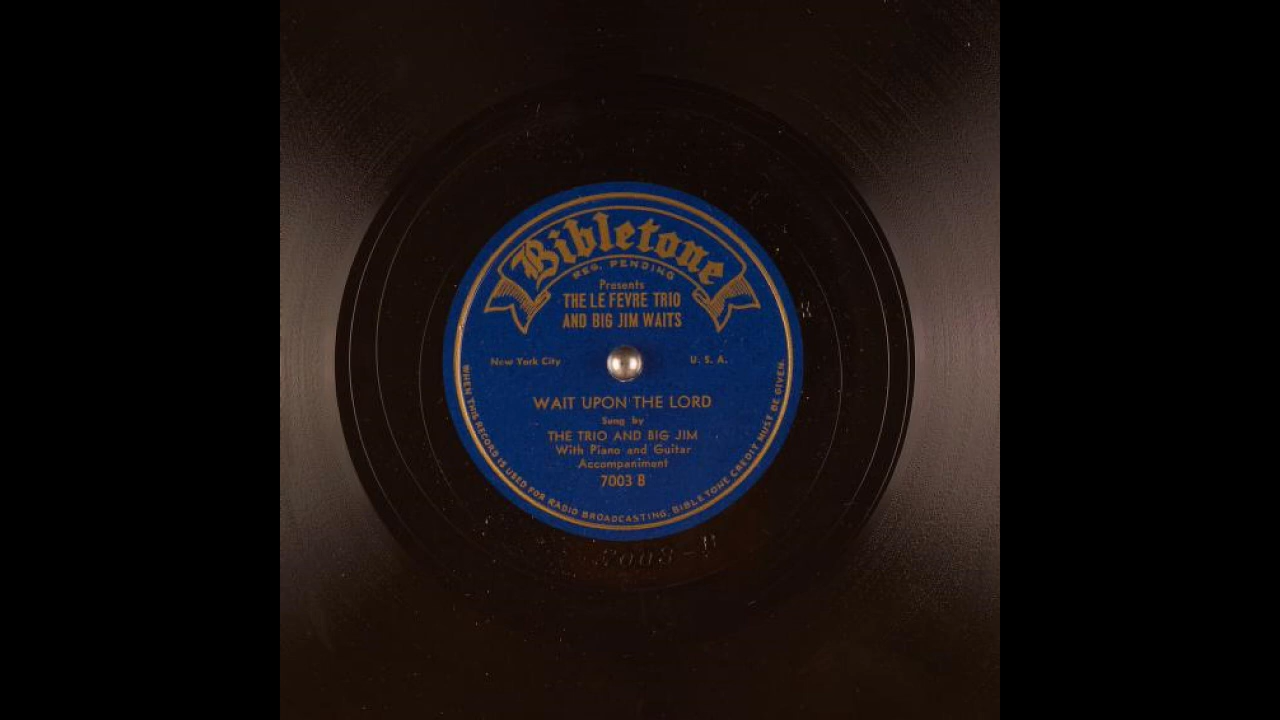 Bibletone
REG. PENDING
Presents
THE LE FEVRE TRIO
AND BIG JIM WAITS
New York City
U. S. A.
WAIT UPON THE LORD
Sung by
THE TRIO AND BIG JIM
With Piano and Guitar
Accompaniment
7003 B
WHEN THIS RECORD IS USED FOR RADIO BROADCASTING, BIBLE TONE CREDIT MUST BE GIVEN.
7003-B